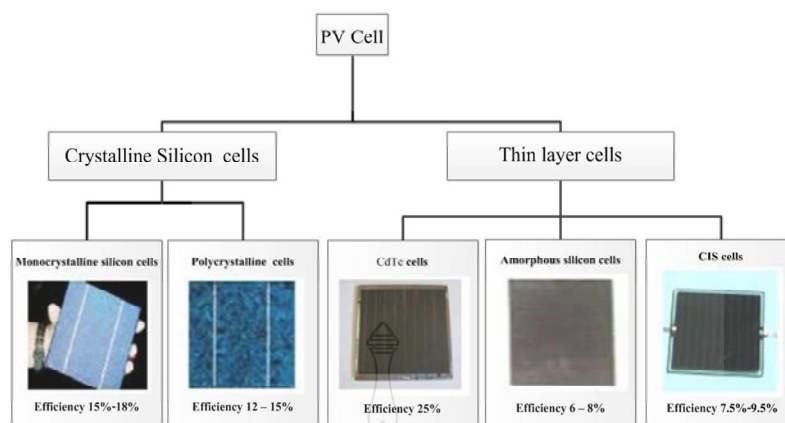 PV Cell
Crystalline Silicon cells
Thin layer cells
Monocrystalline silicon cells
Polycrystalline cells
CdTe cells
Amorphous silicon cells
CIS cells
Efficiency 15%-18%
Efficiency 12 – 15%
Efficiency 25%
Efficiency 6 – 8%
Efficiency 7.5%-9.5%